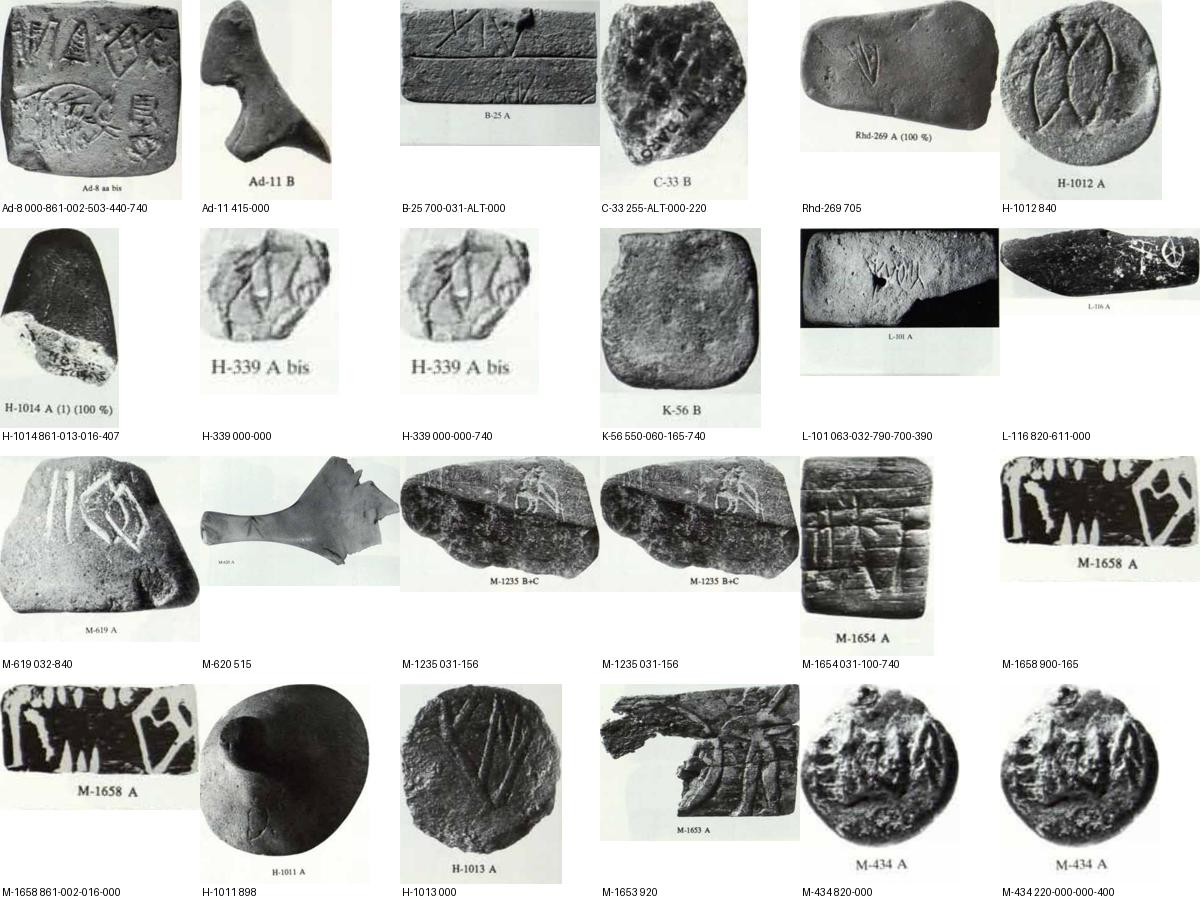 Ad-8 aa bis
Ad-11 B
B-25 A
C-33 B
Rhd-269 A (100 %)
H-1012 A
Ad-8 000-861-002-503-440-740
Ad-11 415-000
B-25 700-031-ALT-000
C-33 255-ALT-000-220
Rhd-269 705
H-1012 840
H-1014 A (1) (100 %)
H-339 A bis
H-339 A bis
K-56 B
L-101 A
L-116 A
H-1014 861-013-016-407
H-339 000-000
H-339 000-000-740
K-56 550-060-165-740
L-101 063-032-790-700-390
L-116 820-611-000
M-619 A
M-620 A
M-1235 B+C
M-1235 B+C
M-1654 A
M-1658 A
M-619 032-840
M-620 515
M-1235 031-156
M-1235 031-156
M-1654 031-100-740
M-1658 900-165
M-1658 A
H-1011 A
H-1013 A
M-1653 A
M-434 A
M-434 A
M-1658 861-002-016-000
H-1011 898
H-1013 000
M-1653 920
M-434 820-000
M-434 220-000-000-400